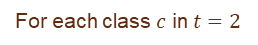 For each class c in t = 2